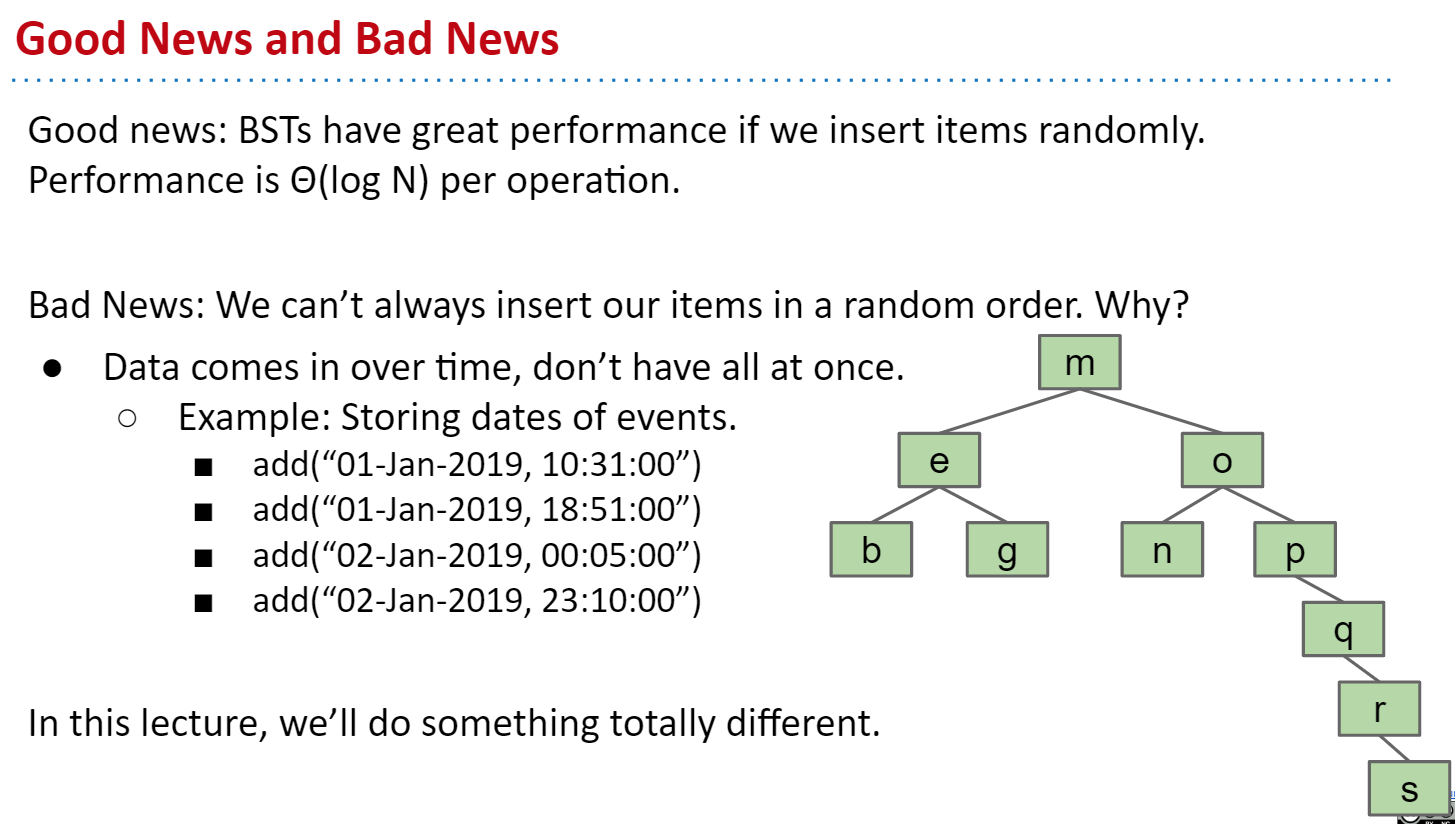 Good News and Bad News
Good news: BSTs have great performance if we insert items randomly.
Performance is Θ(log N) per operation.
Bad News: We can’t always insert our items in a random order. Why?
● Data comes in over time, don’t have all at once.
○ Example: Storing dates of events.
■ add(“01-Jan-2019, 10:31:00”)
■ add(“01-Jan-2019, 18:51:00”)
■ add(“02-Jan-2019, 00:05:00”)
■ add(“02-Jan-2019, 23:10:00”)
In this lecture, we’ll do something totally different.
m
e o
b g n p
q
r
s